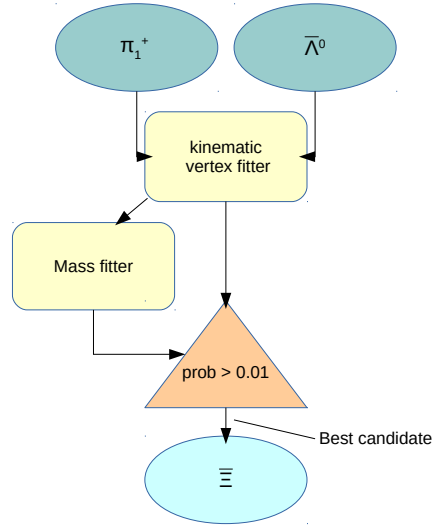 π₁⁺
Λ̅⁰
kinematic
vertex fitter
Mass fitter
prob > 0.01
Best candidate
Ξ̅